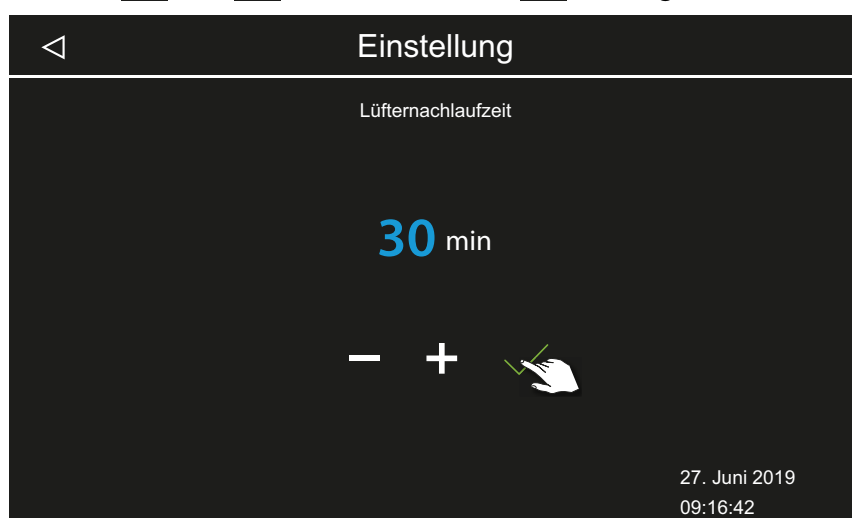 Einstellung
Lüfternachlaufzeit
30 min
27. Juni 2019
09:16:42